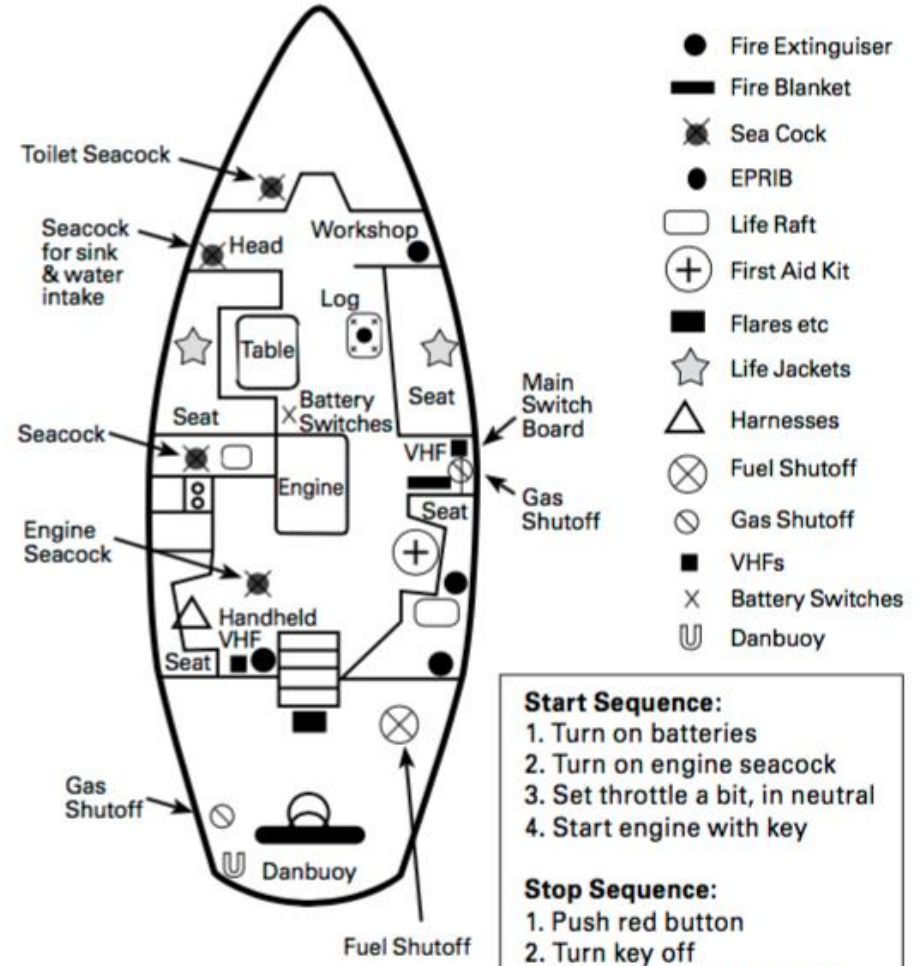 Toilet Seacock
Seacock
for sink
& water
intake
Head
Workshop
Log
Table
Battery
Switches
Seat
Seat
Seacock
Engine
VHF
Main
Switch
Board
Gas
Shutoff
Seat
Engine
Seacock
Handheld
VHF
Seat
Gas
Shutoff
Danbuoy
Fuel Shutoff
Fire Extinguiser
Fire Blanket
Sea Cock
EPRIB
Life Raft
First Aid Kit
Flares etc
Life Jackets
Harnesses
Fuel Shutoff
Gas Shutoff
VHFs
Battery Switches
Danbuoy
Start Sequence:
1. Turn on batteries
2. Turn on engine seacock
3. Set throttle a bit, in neutral
4. Start engine with key
Stop Sequence:
1. Push red button
2. Turn key off